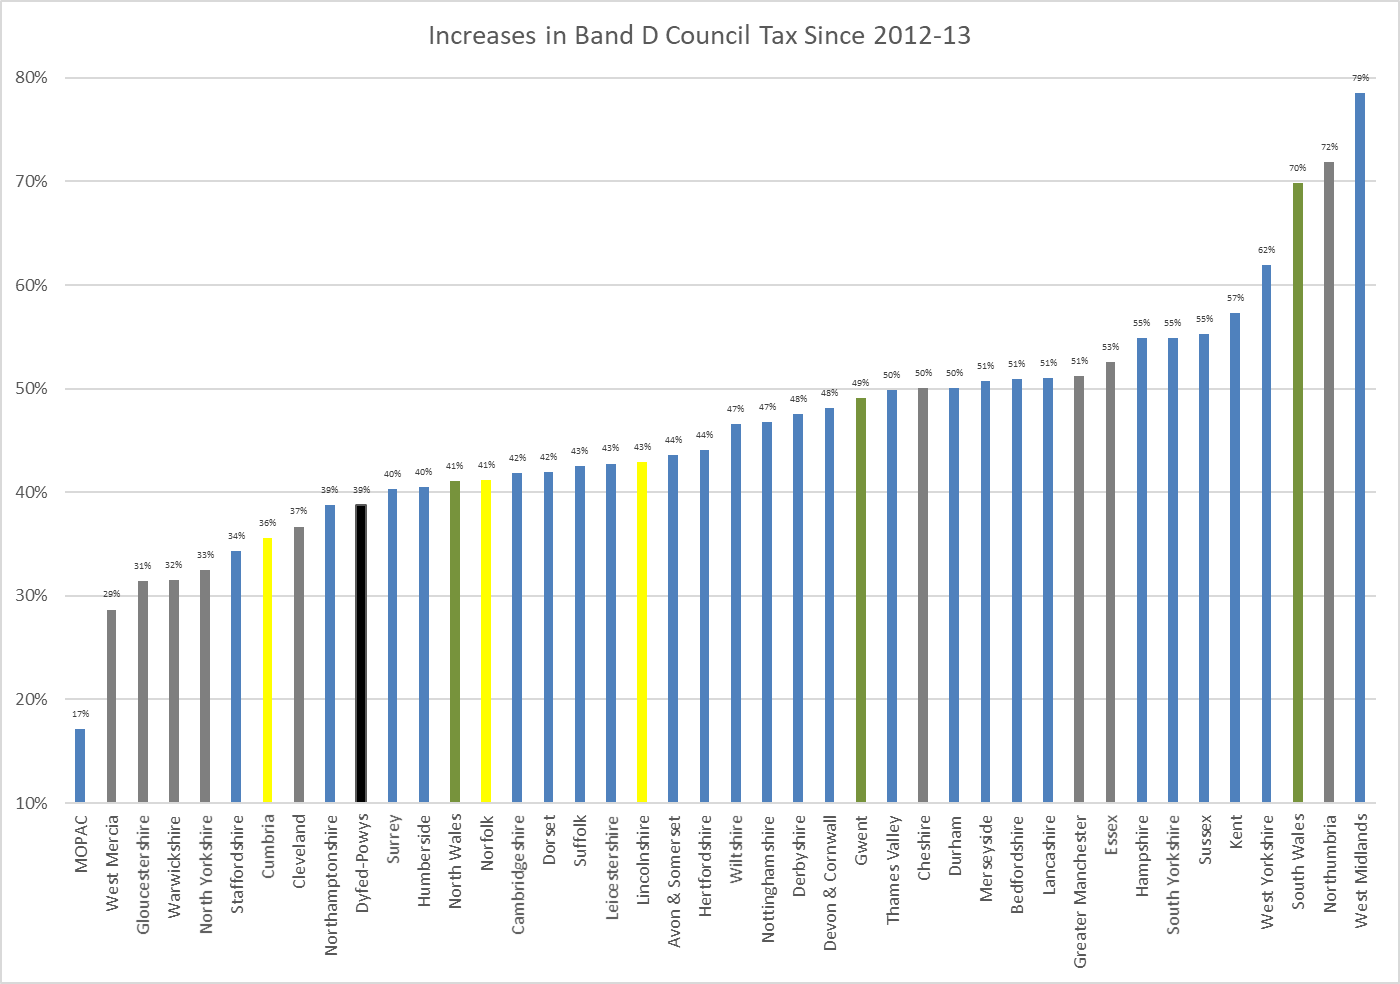 Increases in Band D Council Tax Since 2012-13
80%
70%
60%
50%
40%
30%
20%
10%
17%
29%
31%
32%
33%
34%
36%
37%
39%
39%
40%
40%
41%
41%
42%
42%
43%
43%
43%
44%
44%
47%
47%
48%
48%
49%
50%
50%
50%
51%
51%
51%
51%
53%
55%
55%
55%
57%
62%
70%
72%
79%
MOPAC
West Mercia
Gloucestershire
Warwickshire
North Yorkshire
Staffordshire
Cumbria
Cleveland
Northamptonshire
Dyfed-Powys
Surrey
Humberside
North Wales
Norfolk
Cambridgeshire
Dorset
Suffolk
Leicestershire
Lincolnshire
Avon & Somerset
Hertfordshire
Wiltshire
Nottinghamshire
Derbyshire
Devon & Cornwall
Gwent
Thames Valley
Cheshire
Durham
Merseyside
Bedfordshire
Lancashire
Greater Manchester
Essex
Hampshire
South Yorkshire
Sussex
Kent
West Yorkshire
South Wales
Northumbria
West Midlands